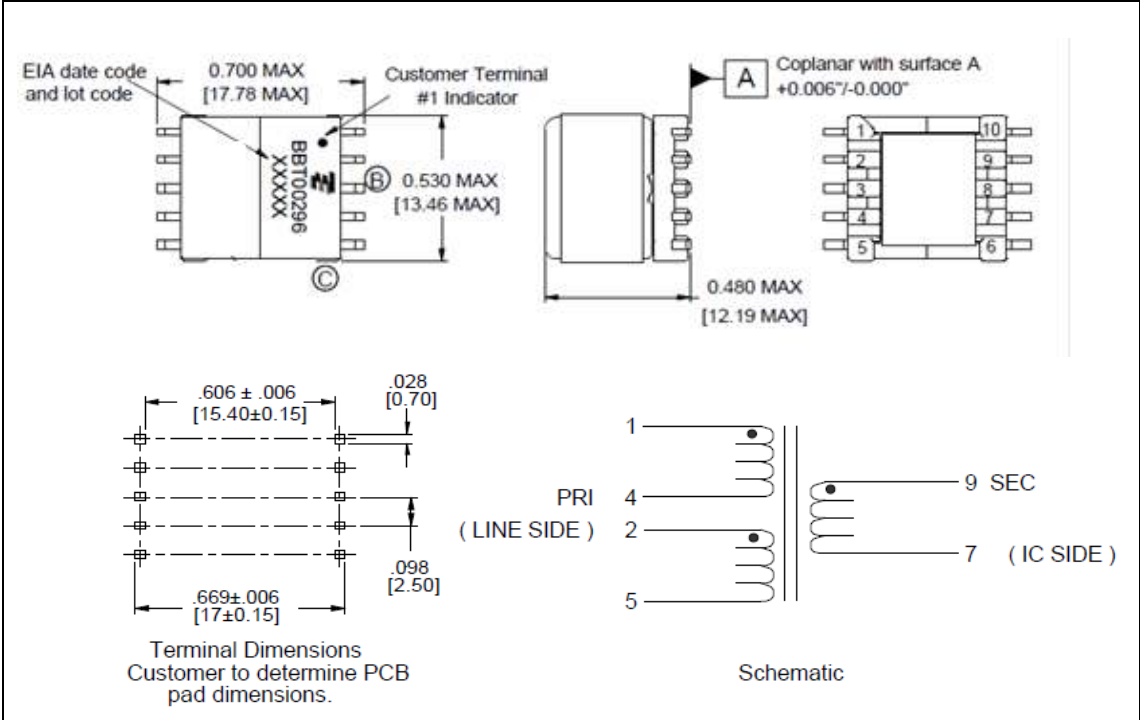 EIA date code
and lot code
0.700 MAX
[17.78 MAX]
Customer Terminal
#1 Indicator
BBT00296
XXXXX
B
0.530 MAX
[13.46 MAX]
C
A
Coplanar with surface A
+0.006"/-0.000"
0.480 MAX
[12.19 MAX]
1 10
2 9
3 8
4 7
5 6
.606 ± .006
[15.40±0.15]
.028
[0.70]
.098
[2.50]
.669±.006
[17±0.15]
Terminal Dimensions
Customer to determine PCB
pad dimensions.
1
PRI 4
( LINE SIDE ) 2
5
9 SEC
7 ( IC SIDE )
Schematic